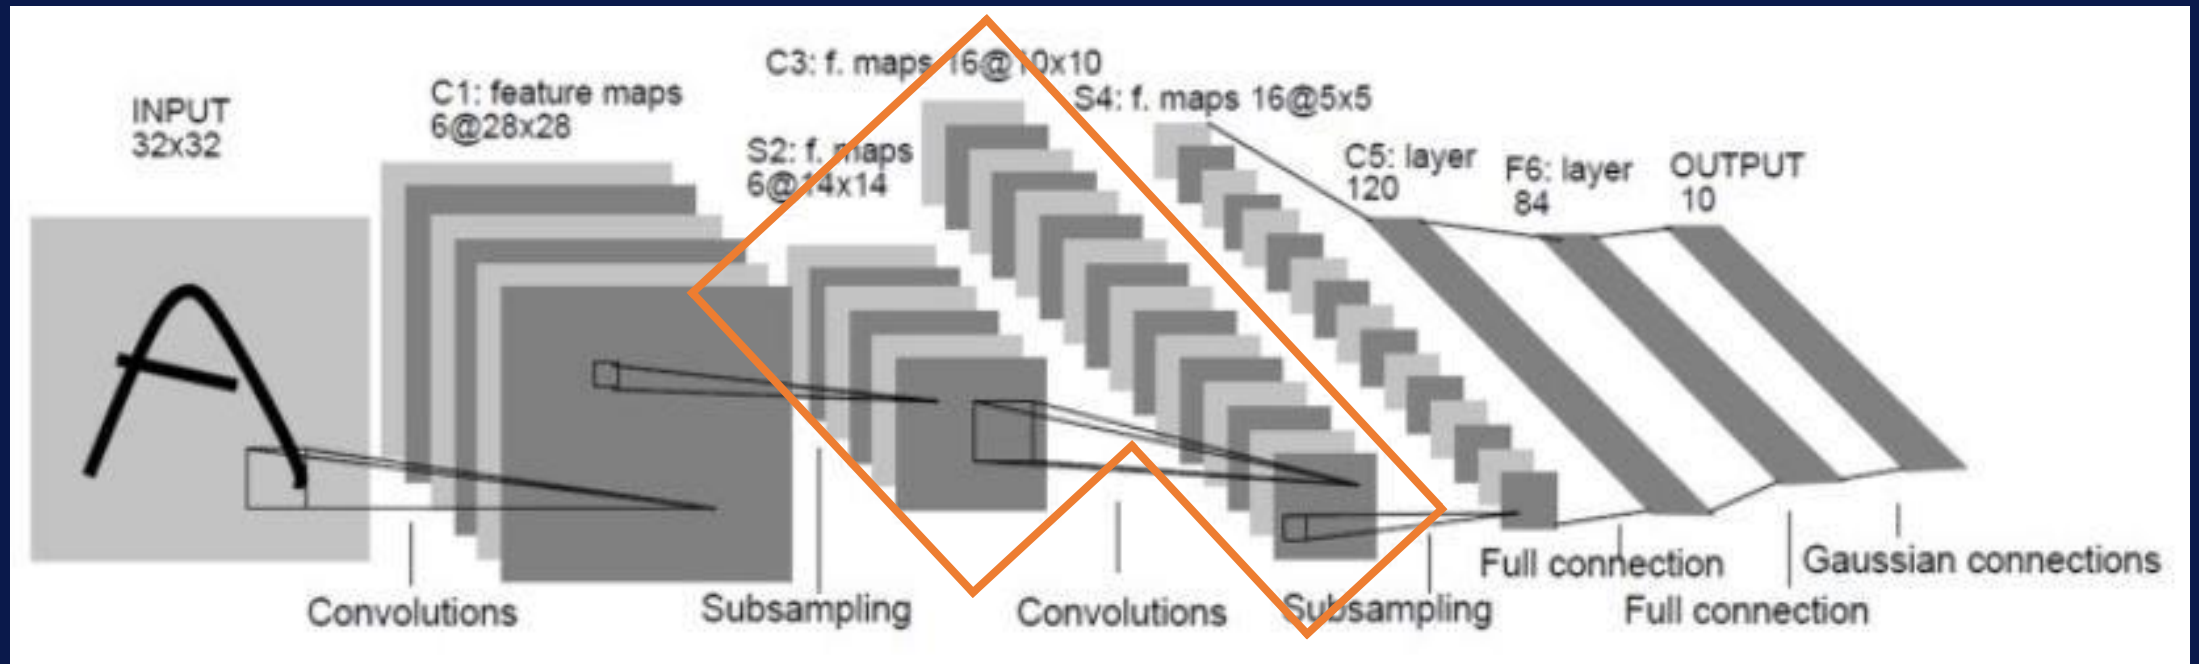 INPUT
32x32
C1: feature maps
6@28x28
S2: f. maps
6@14x14
C3: f. maps 16@10x10
S4: f. maps 16@5x5
C5: layer
120
F6: layer
84
OUTPUT
10
Convolutions
Subsampling
Convolutions
Subsampling
Full connection
Full connection
Gaussian connections
A